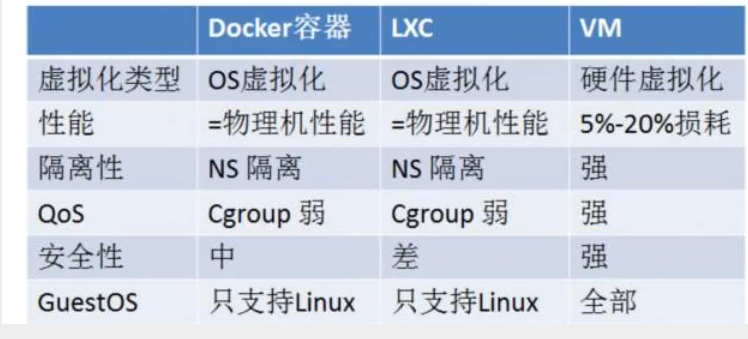 Docker容器 LXC VM
虚拟化类型 OS虚拟化 OS虚拟化 硬件虚拟化
性能 =物理机性能 =物理机性能 5%-20%损耗
隔离性 NS 隔离 NS 隔离 强
QoS Cgroup 弱 Cgroup 弱 强
安全性 中 差 强
GuestOS 只支持Linux 只支持Linux 全部